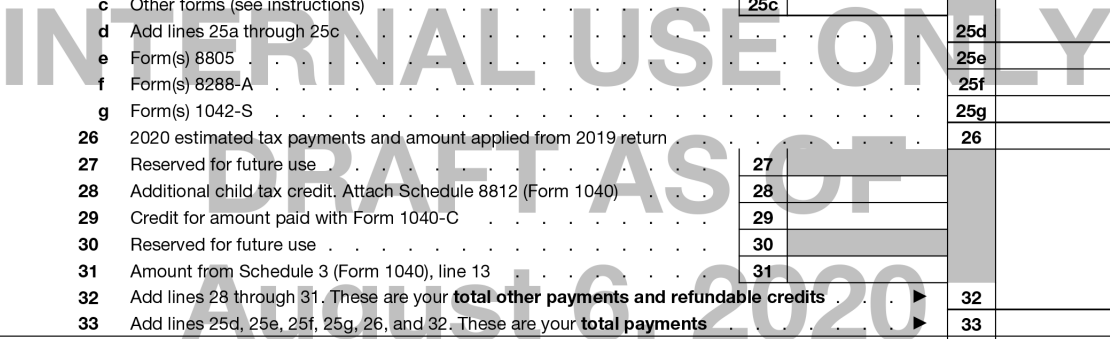 c Other forms (see instructions) . . . . . . . . . . . . . . 25c
d Add lines 25a through 25c . . . . . . . . . . . . . . . . . . . . . . 25d
e Form(s) 8805 . . . . . . . . . . . . . . . . . . . . . . . . . . 25e
f Form(s) 8288-A . . . . . . . . . . . . . . . . . . . . . . . . . 25f
g Form(s) 1042-S . . . . . . . . . . . . . . . . . . . . . . . . . 25g
INTERNAL USE ONLY
26 2020 estimated tax payments and amount applied from 2019 return . . . . . . . . . . 26
27 Reserved for future use . . . . . . . . . . . . . . . . 27
28 Additional child tax credit. Attach Schedule 8812 (Form 1040) . . . 28
DRAFT AS OF
29 Credit for amount paid with Form 1040-C . . . . . . . . . 29
30 Reserved for future use . . . . . . . . . . . . . . . 30
31 Amount from Schedule 3 (Form 1040), line 13 . . . . . . . . 31
32 Add lines 28 through 31. These are your total other payments and refundable credits . . . ▶ 32
33 Add lines 25d, 25e, 25f, 25g, 26, and 32. These are your total payments . . . . . . . ▶ 33
August 6, 2020